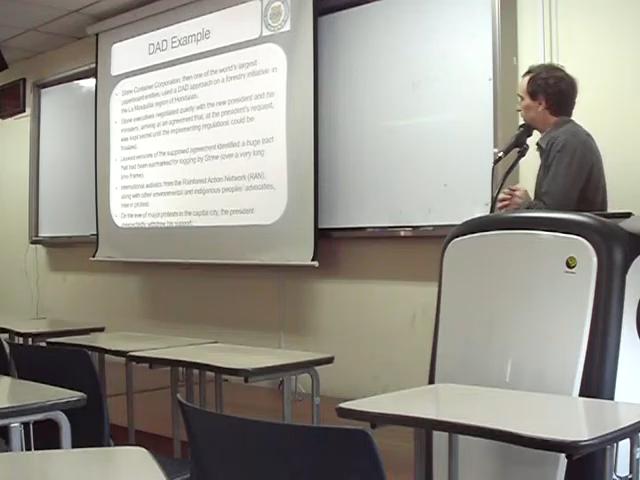 DAD Example
• Stone Container Corporation, then one of the world's largest
paperboard entities, used a DAD approach on a forestry initiative in
the La Mosquitia region of Honduras.
• Stone executives negotiated quietly with the new president and his
ministers, arriving at an agreement that, at the president's request,
was kept secret until the implementing regulations could be
finalized.
• Leaked versions of the supposed agreement identified a huge tract
that had been earmarked for logging by Stone (over a very long
time frame).
• International activists from the Rainforest Action Network (RAN),
along with other environmental and indigenous peoples' advocates,
rose in protest.
• On the eve of major protests in the capital city, the president
withdrew his support.